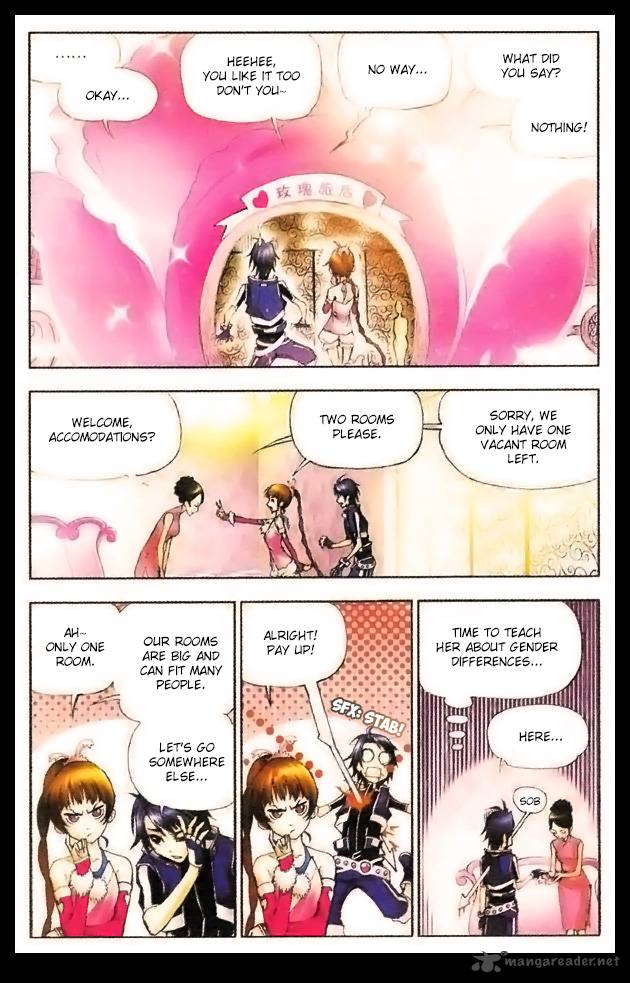 ......
OKAY...
HEEHEE,
YOU LIKE IT TOO
DON'T YOU~
NO WAY...
WHAT DID
YOU SAY?
NOTHING!
玫瑰旅店
WELCOME,
ACCOMODATIONS?
TWO ROOMS
PLEASE.
SORRY, WE
ONLY HAVE ONE
VACANT ROOM
LEFT.
AH~
ONLY ONE
ROOM.
OUR ROOMS
ARE BIG AND
CAN FIT MANY
PEOPLE.
LET'S GO
SOMEWHERE
ELSE...
ALRIGHT!
PAY UP!
SFX: STAB!
TIME TO TEACH
HER ABOUT GENDER
DIFFERENCES...
HERE...
SOB
mangareader.net